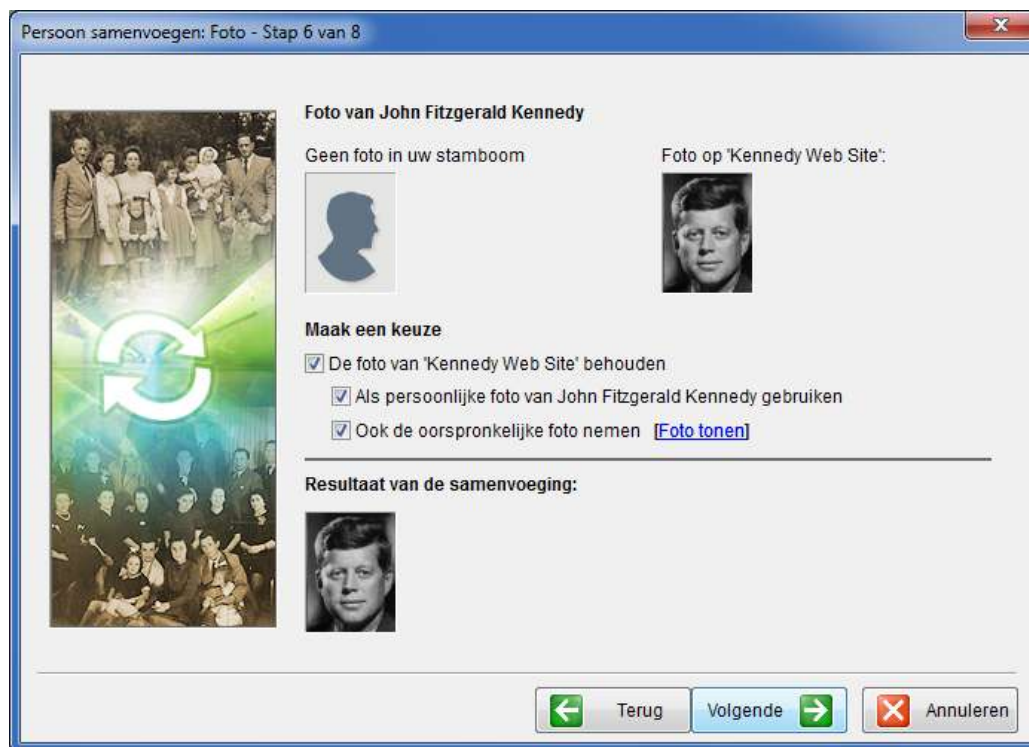 Persoon samenvoegen: Foto - Stap 6 van 8
Foto van John Fitzgerald Kennedy
Geen foto in uw stamboom
Foto op 'Kennedy Web Site':
Maak een keuze
De foto van 'Kennedy Web Site' behouden
Als persoonlijke foto van John Fitzgerald Kennedy gebruiken
Ook de oorspronkelijke foto nemen [Foto tonen]
Resultaat van de samenvoeging:
Terug
Volgende
Annuleren